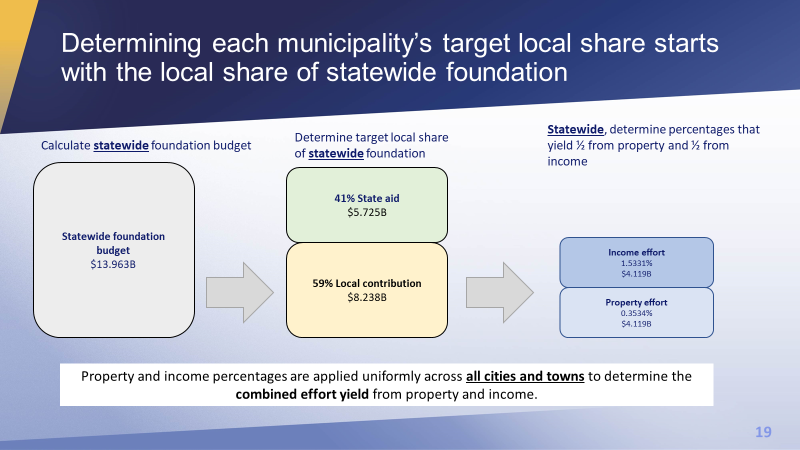 Determining each municipality’s target local share starts
with the local share of statewide foundation
Calculate statewide foundation budget
Statewide foundation
budget
$13.963B
Determine target local share
of statewide foundation
41% State aid
$5.725B
59% Local contribution
$8.238B
Statewide, determine percentages that
yield ½ from property and ½ from
income
Income effort
1.5331%
$4.119B
Property effort
0.3534%
$4.119B
Property and income percentages are applied uniformly across all cities and towns to determine the
combined effort yield from property and income.
19